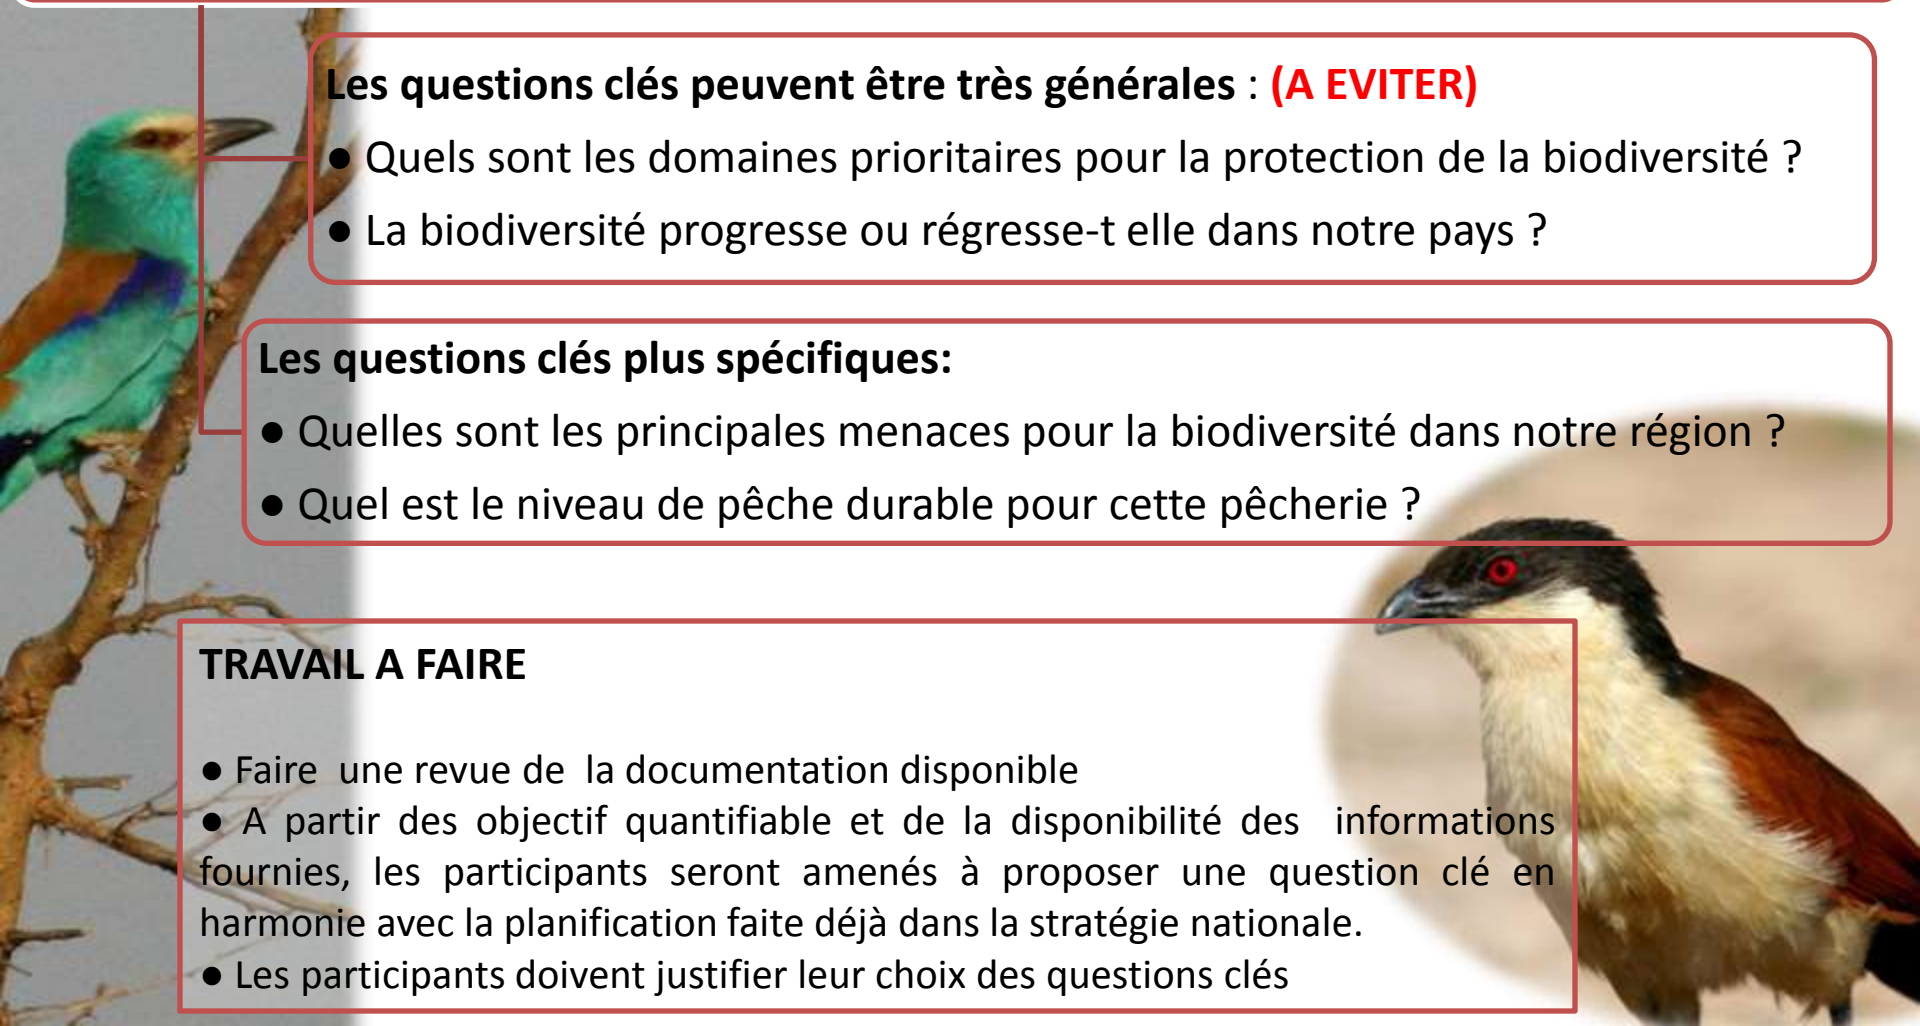 Les questions clés peuvent être très générales : (A EVITER)
● Quels sont les domaines prioritaires pour la protection de la biodiversité ?
● La biodiversité progresse ou régresse-t elle dans notre pays ?
Les questions clés plus spécifiques:
● Quelles sont les principales menaces pour la biodiversité dans notre région ?
● Quel est le niveau de pêche durable pour cette pêcherie ?
TRAVAIL A FAIRE
● Faire une revue de la documentation disponible
● A partir des objectif quantifiable et de la disponibilité des informations
fournies, les participants seront amenés à proposer une question clé en
harmonie avec la planification faite déjà dans la stratégie nationale.
● Les participants doivent justifier leur choix des questions clés